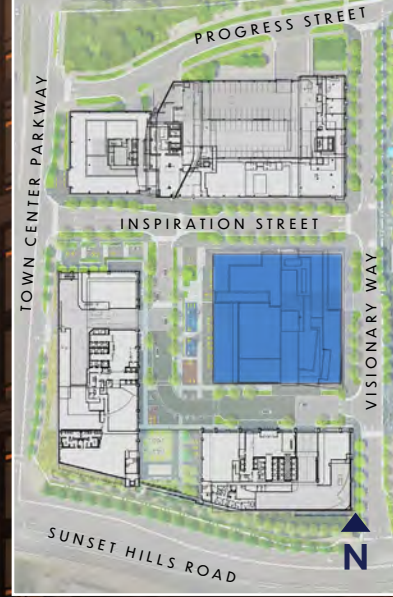 PROGRESS STREET
TOWN CENTER PARKWAY
INSPIRATION STREET
VISIONARY WAY
SUNSET HILLS ROAD
N